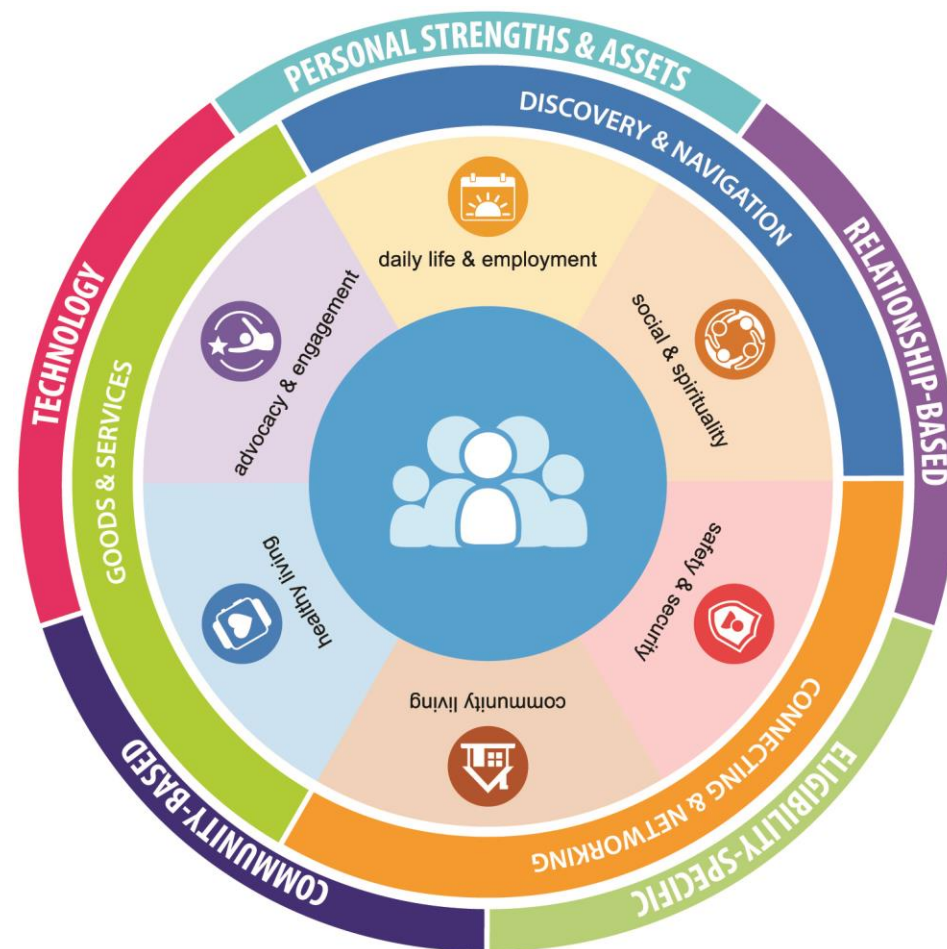 PERSONAL STRENGTHS & ASSETS
RELATIONSHIP-BASED
ELIGIBILITY-SPECIFIC
COMMUNITY-BASED
TECHNOLOGY
DISCOVERY & NAVIGATION
CONNECTING & NETWORKING
GOODS & SERVICES
daily life & employment
social & spirituality
safety & security
community living
healthy living
advocacy & engagement